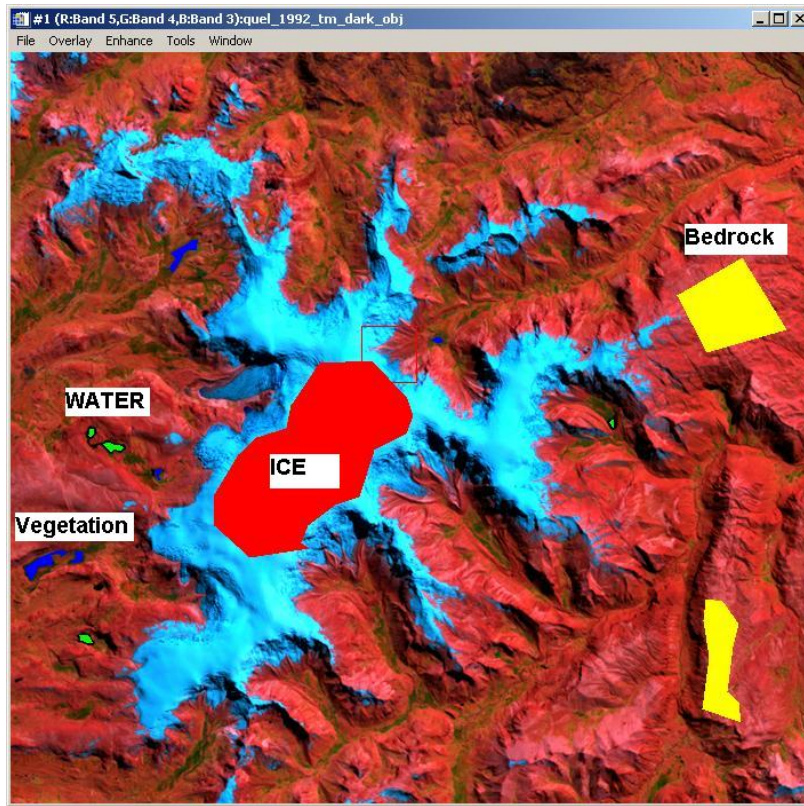 #1 (R:Band 5,G:Band 4,B:Band 3):quel_1992_tm_dark_obj
File Overlay Enhance Tools Window
Bedrock
WATER
ICE
Vegetation